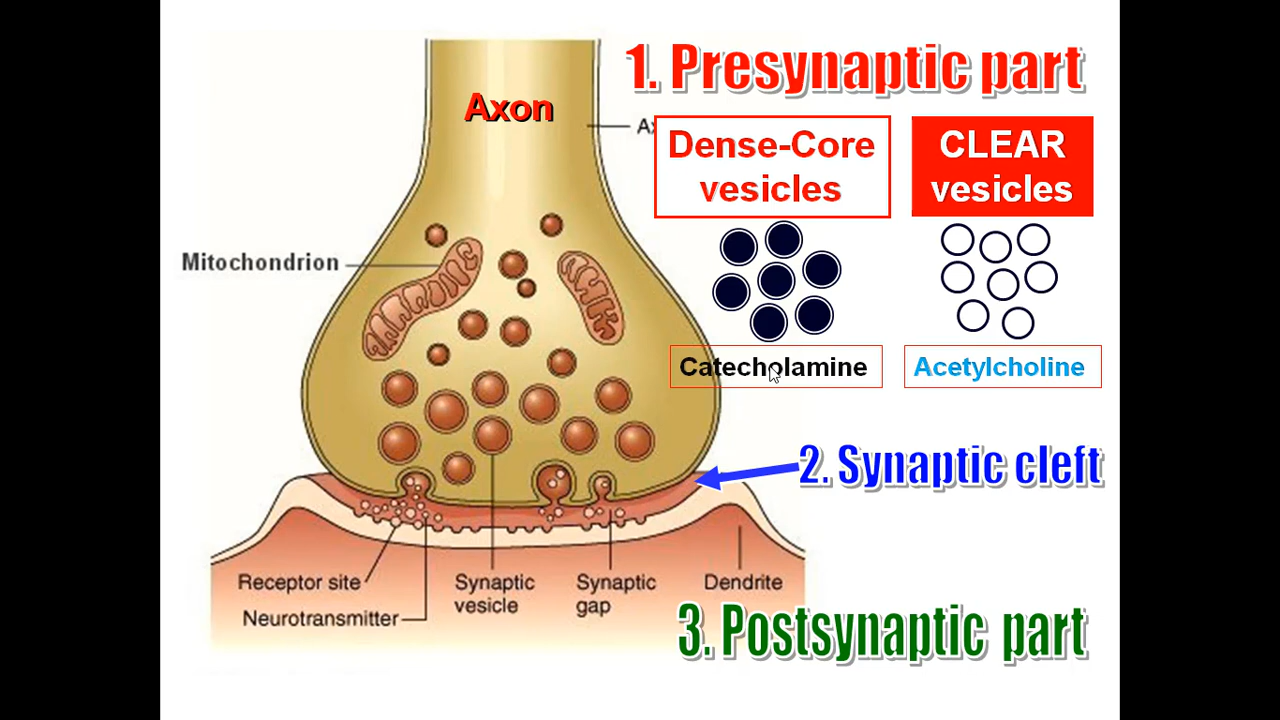 1. Presynaptic part
Axon
Dense-Core
vesicles
CLEAR
vesicles
Mitochondrion
Catecholamine
Acetylcholine
2. Synaptic cleft
Receptor site
Neurotransmitter
Synaptic
vesicle
Synaptic
gap
Dendrite
3. Postsynaptic part